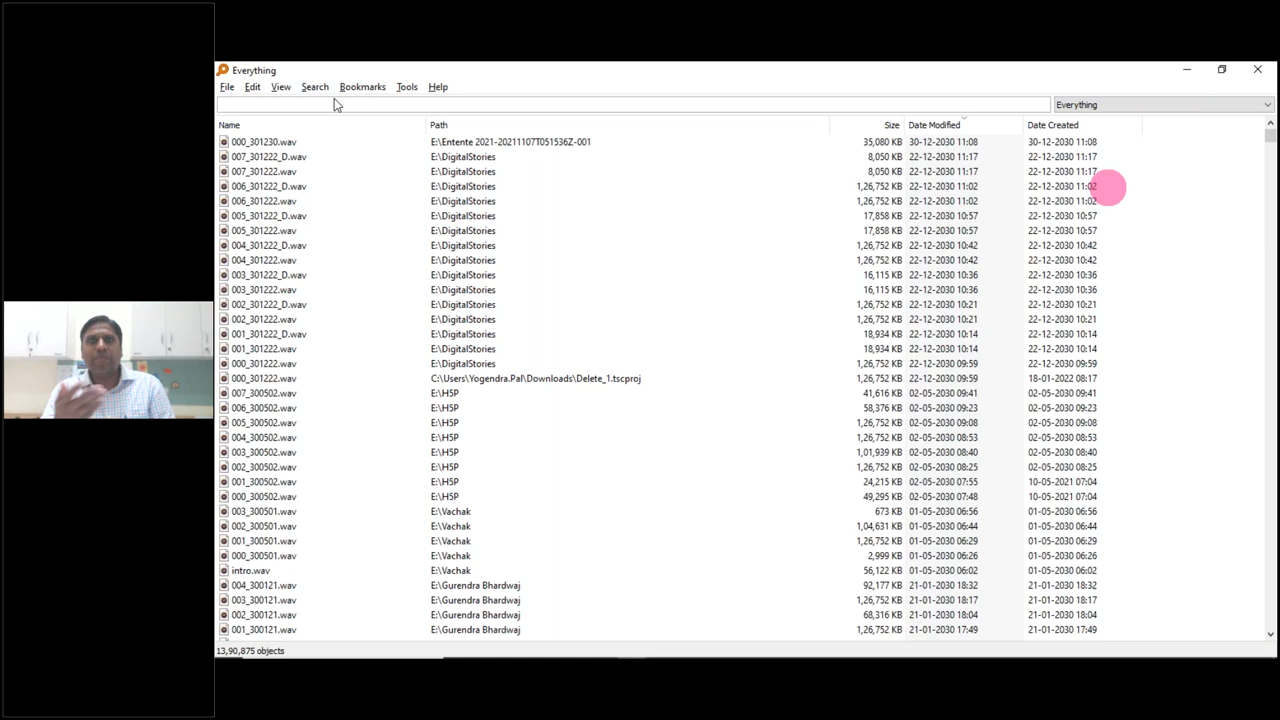 Everything
File Edit View Search Bookmarks Tools Help
Everything
Name Path Size Date Modified Date Created
000_301230.wav E:\Entente 2021-20211107T051536Z-001 35,080 KB 30-12-2030 11:08 30-12-2030 11:08
007_301222_D.wav E:\DigitalStories 8,050 KB 22-12-2030 11:17 22-12-2030 11:17
007_301222.wav E:\DigitalStories 8,050 KB 22-12-2030 11:17 22-12-2030 11:17
006_301222_D.wav E:\DigitalStories 1,26,752 KB 22-12-2030 11:02 22-12-2030 11:02
006_301222.wav E:\DigitalStories 1,26,752 KB 22-12-2030 11:02 22-12-2030 11:02
005_301222_D.wav E:\DigitalStories 17,858 KB 22-12-2030 10:57 22-12-2030 10:57
005_301222.wav E:\DigitalStories 17,858 KB 22-12-2030 10:57 22-12-2030 10:57
004_301222_D.wav E:\DigitalStories 1,26,752 KB 22-12-2030 10:42 22-12-2030 10:42
004_301222.wav E:\DigitalStories 1,26,752 KB 22-12-2030 10:42 22-12-2030 10:42
003_301222_D.wav E:\DigitalStories 16,115 KB 22-12-2030 10:36 22-12-2030 10:36
003_301222.wav E:\DigitalStories 16,115 KB 22-12-2030 10:36 22-12-2030 10:36
002_301222_D.wav E:\DigitalStories 1,26,752 KB 22-12-2030 10:21 22-12-2030 10:21
002_301222.wav E:\DigitalStories 1,26,752 KB 22-12-2030 10:21 22-12-2030 10:21
001_301222_D.wav E:\DigitalStories 18,934 KB 22-12-2030 10:14 22-12-2030 10:14
001_301222.wav E:\DigitalStories 18,934 KB 22-12-2030 10:14 22-12-2030 10:14
000_301222.wav E:\DigitalStories 1,26,752 KB 22-12-2030 09:59 22-12-2030 09:59
000_301222.wav C:\Users\Yogendra.Pal\Downloads\Delete_1.tscproj 1,26,752 KB 22-12-2030 09:59 18-01-2022 08:17
007_300502.wav E:\H5P 41,616 KB 02-05-2030 09:41 02-05-2030 09:41
006_300502.wav E:\H5P 58,376 KB 02-05-2030 09:23 02-05-2030 09:23
005_300502.wav E:\H5P 1,26,752 KB 02-05-2030 09:08 02-05-2030 09:08
004_300502.wav E:\H5P 1,26,752 KB 02-05-2030 08:53 02-05-2030 08:53
003_300502.wav E:\H5P 1,01,939 KB 02-05-2030 08:40 02-05-2030 08:40
002_300502.wav E:\H5P 1,26,752 KB 02-05-2030 08:25 02-05-2030 08:25
001_300502.wav E:\H5P 24,215 KB 02-05-2030 07:55 10-05-2021 07:04
000_300502.wav E:\H5P 49,295 KB 02-05-2030 07:48 10-05-2021 07:04
003_300501.wav E:\Vachak 673 KB 01-05-2030 06:56 01-05-2030 06:56
002_300501.wav E:\Vachak 1,04,631 KB 01-05-2030 06:44 01-05-2030 06:44
001_300501.wav E:\Vachak 1,26,752 KB 01-05-2030 06:29 01-05-2030 06:29
000_300501.wav E:\Vachak 2,999 KB 01-05-2030 06:26 01-05-2030 06:26
intro.wav E:\Vachak 56,122 KB 01-05-2030 06:02 01-05-2030 06:02
004_300121.wav E:\Gurendra Bhardwaj 92,177 KB 21-01-2030 18:32 21-01-2030 18:32
003_300121.wav E:\Gurendra Bhardwaj 1,26,752 KB 21-01-2030 18:17 21-01-2030 18:17
002_300121.wav E:\Gurendra Bhardwaj 68,316 KB 21-01-2030 18:04 21-01-2030 18:04
001_300121.wav E:\Gurendra Bhardwaj 1,26,752 KB 21-01-2030 17:49 21-01-2030 17:49
13,90,875 objects